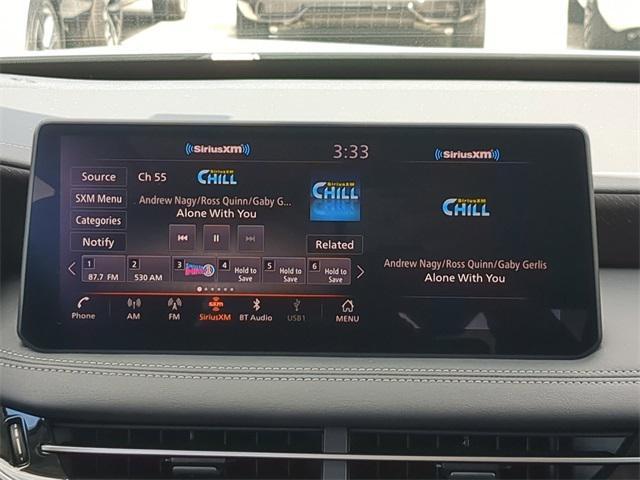 SiriusXM
3:33
SiriusXM
Source
Ch 55
SiriusXM
CHILL
SXM Menu
Andrew Nagy/Ross Quinn/Gaby G...
Alone With You
SiriusXM
CHILL
SiriusXM
CHILL
Categories
Notify
Related
Andrew Nagy/Ross Quinn/Gaby Gerlis
Alone With You
1
87.7 FM
2
530 AM
3
4
Hold to
Save
5
Hold to
Save
6
Hold to
Save
Phone
AM
FM
SXM
SiriusXM
BT Audio
USB1
MENU